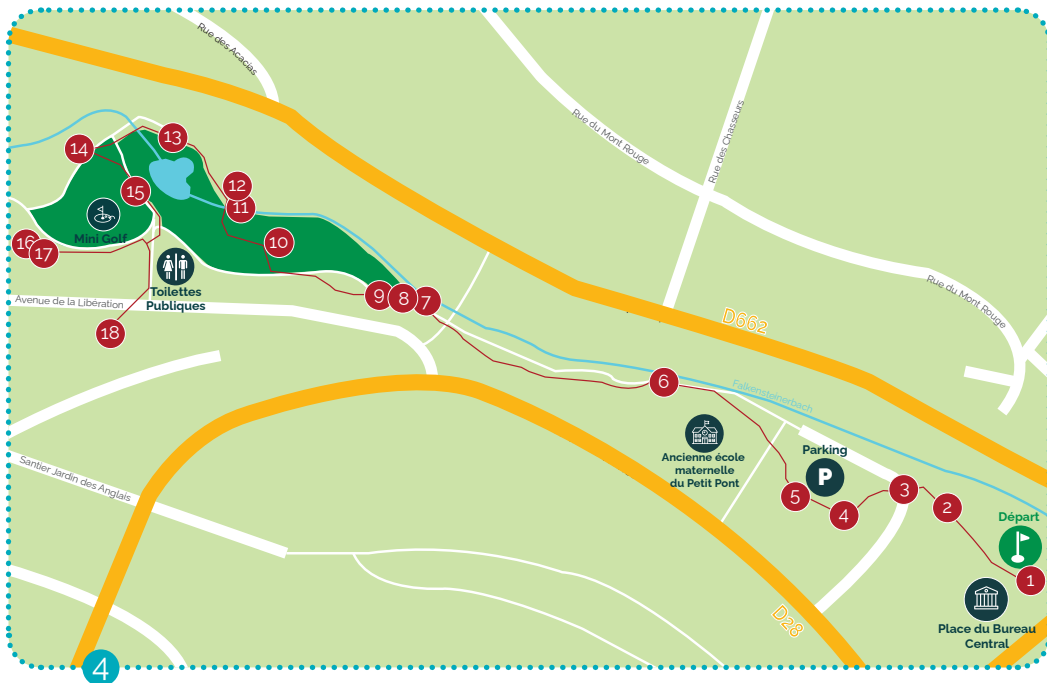 Rue des Acacias
Rue du Mont Rouge
Rue des Chasseurs
13
14
12
15
11
10
Mini Golf
16
17
Toilettes
Publiques
Avenue de la Libération
18
9
8
7
Rue du Mont Rouge
D662
6
Falkensteinerbach
Ancienne école
maternelle
du Petit Pont
Parking
P
5
4
3
2
Départ
1
Santier Jardin des Anglais
D28
Place du Bureau
Central
4